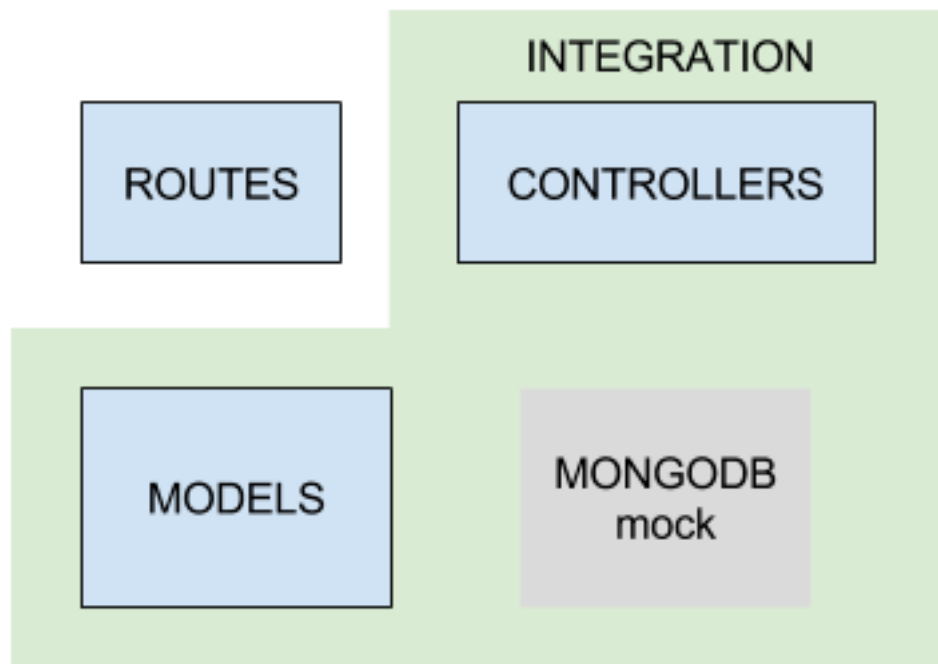 INTEGRATION
ROUTES
CONTROLLERS
MODELS
MONGODB
mock